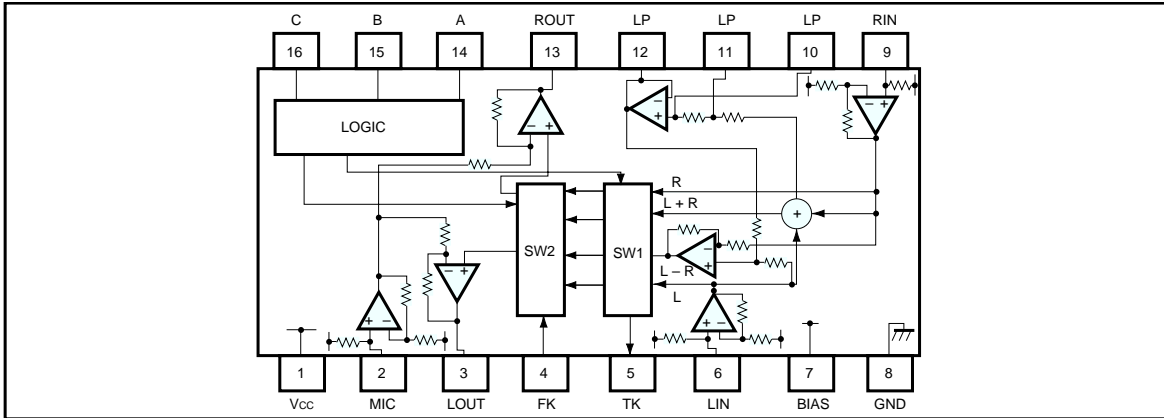 C B A ROUT LP LP LP RIN
16 15 14 13 12 11 10 9
LOGIC
− + − + − +
R
L + R
+
SW2 SW1
− +
L − R
L
− +
+ − + −
1 2 3 4 5 6 7 8
Vcc MIC LOUT FK TK LIN BIAS GND